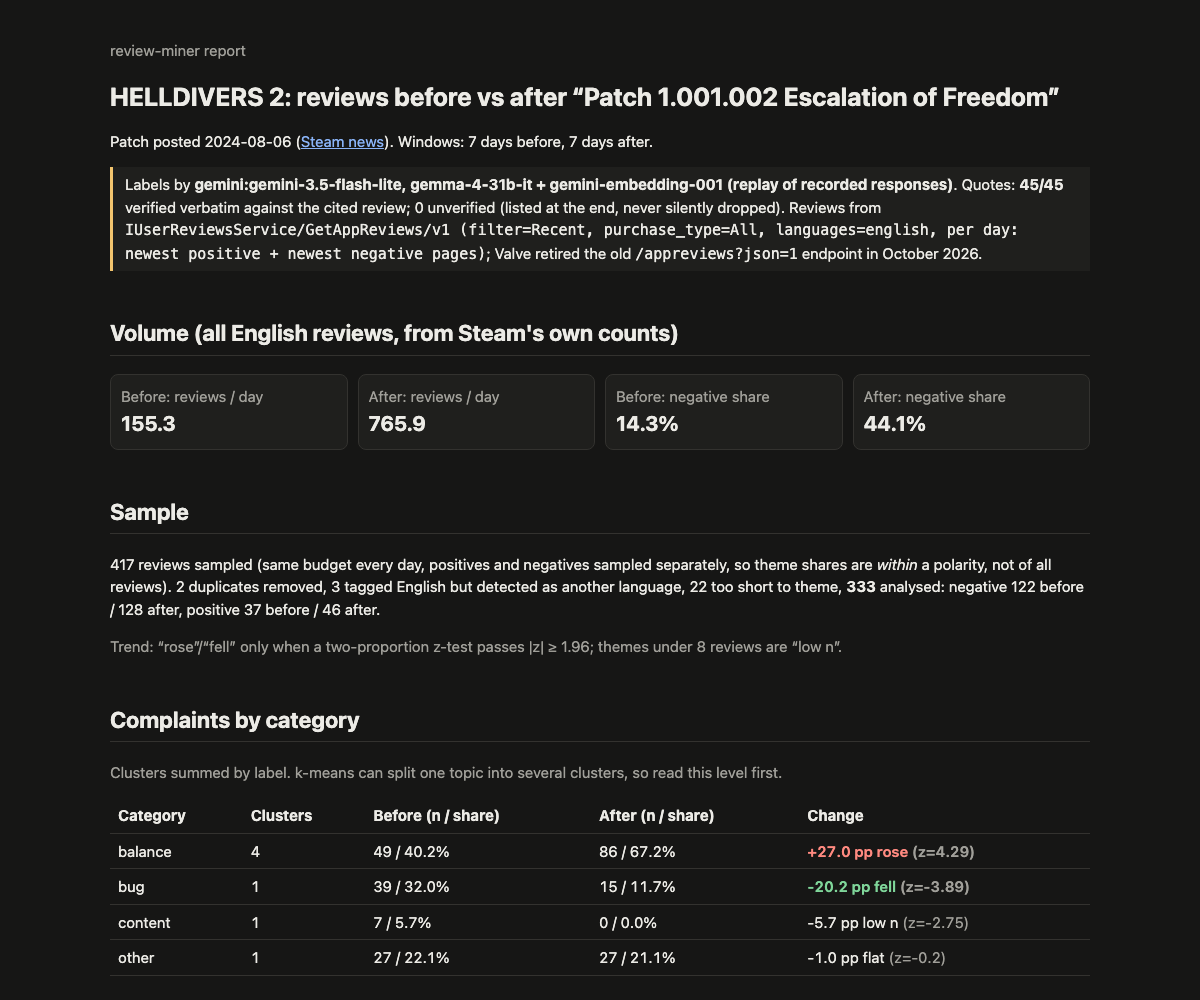 review-miner report
HELLDIVERS 2: reviews before vs after “Patch 1.001.002 Escalation of Freedom”
Patch posted 2024-08-06 (Steam news). Windows: 7 days before, 7 days after.
Labels by gemini:gemini-3.5-flash-lite, gemma-4-31b-it + gemini-embedding-001 (replay of recorded responses). Quotes: 45/45
verified verbatim against the cited review; 0 unverified (listed at the end, never silently dropped). Reviews from
IUserReviewsService/GetAppReviews/v1 (filter=Recent, purchase_type=All, languages=english, per day:
newest positive + newest negative pages); Valve retired the old /appreviews?json=1 endpoint in October 2026.
Volume (all English reviews, from Steam's own counts)
Before: reviews / day
155.3
After: reviews / day
765.9
Before: negative share
14.3%
After: negative share
44.1%
Sample
417 reviews sampled (same budget every day, positives and negatives sampled separately, so theme shares are within a polarity, not of all
reviews). 2 duplicates removed, 3 tagged English but detected as another language, 22 too short to theme, 333 analysed: negative 122 before
/ 128 after, positive 37 before / 46 after.
Trend: “rose”/“fell” only when a two-proportion z-test passes |z| ≥ 1.96; themes under 8 reviews are “low n”.
Complaints by category
Clusters summed by label. k-means can split one topic into several clusters, so read this level first.
Category Clusters Before (n / share) After (n / share) Change
balance 4 49 / 40.2% 86 / 67.2% +27.0 pp rose (z=4.29)
bug 1 39 / 32.0% 15 / 11.7% -20.2 pp fell (z=-3.89)
content 1 7 / 5.7% 0 / 0.0% -5.7 pp low n (z=-2.75)
other 1 27 / 22.1% 27 / 21.1% -1.0 pp flat (z=-0.2)